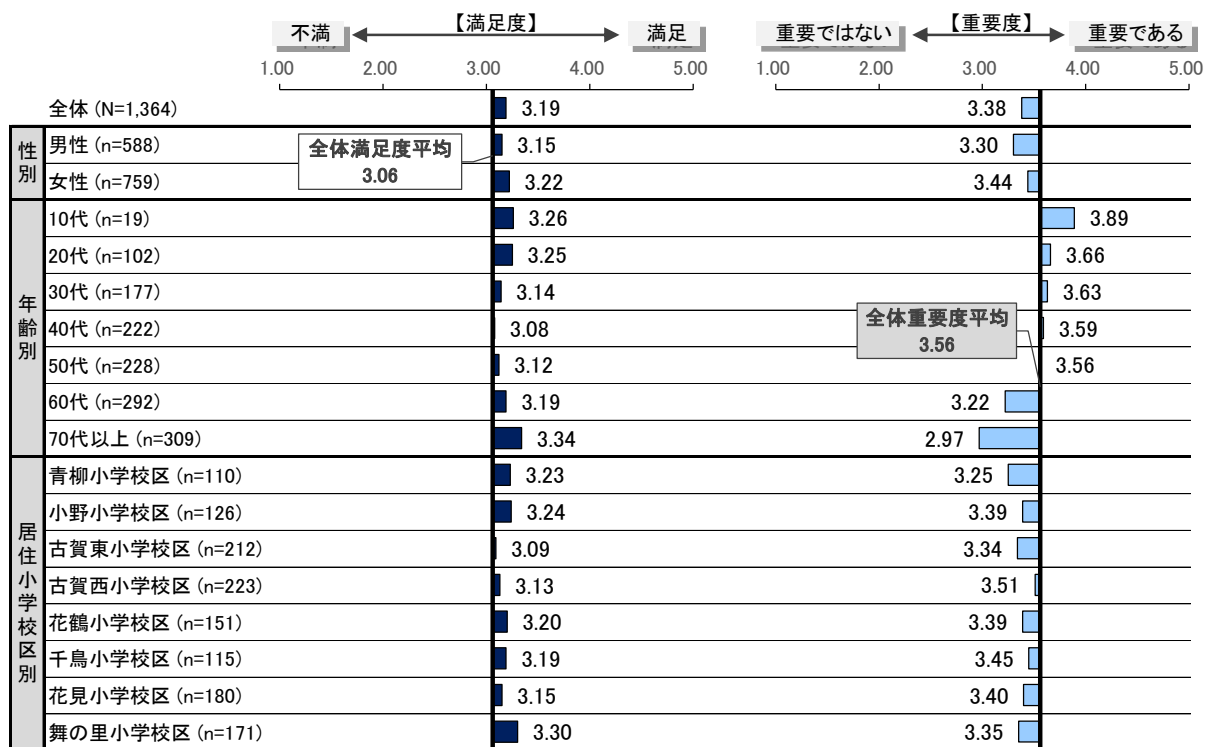 不満 【満足度】 満足 重要ではない 【重要度】 重要である
1.00 2.00 3.00 4.00 5.00 1.00 2.00 3.00 4.00 5.00
全体 (N=1,364) 3.19 3.38
性別
男性 (n=588) 3.15 3.30
全体満足度平均
3.06
女性 (n=759) 3.22 3.44
年齢別
10代 (n=19) 3.26 3.89
20代 (n=102) 3.25 3.66
30代 (n=177) 3.14 3.63
40代 (n=222) 3.08 3.59
全体重要度平均
3.56
50代 (n=228) 3.12 3.56
60代 (n=292) 3.19 3.22
70代以上 (n=309) 3.34 2.97
居住小学校区別
青柳小学校区 (n=110) 3.23 3.25
小野小学校区 (n=126) 3.24 3.39
古賀東小学校区 (n=212) 3.09 3.34
古賀西小学校区 (n=223) 3.13 3.51
花鶴小学校区 (n=151) 3.20 3.39
千鳥小学校区 (n=115) 3.19 3.45
花見小学校区 (n=180) 3.15 3.40
舞の里小学校区 (n=171) 3.30 3.35